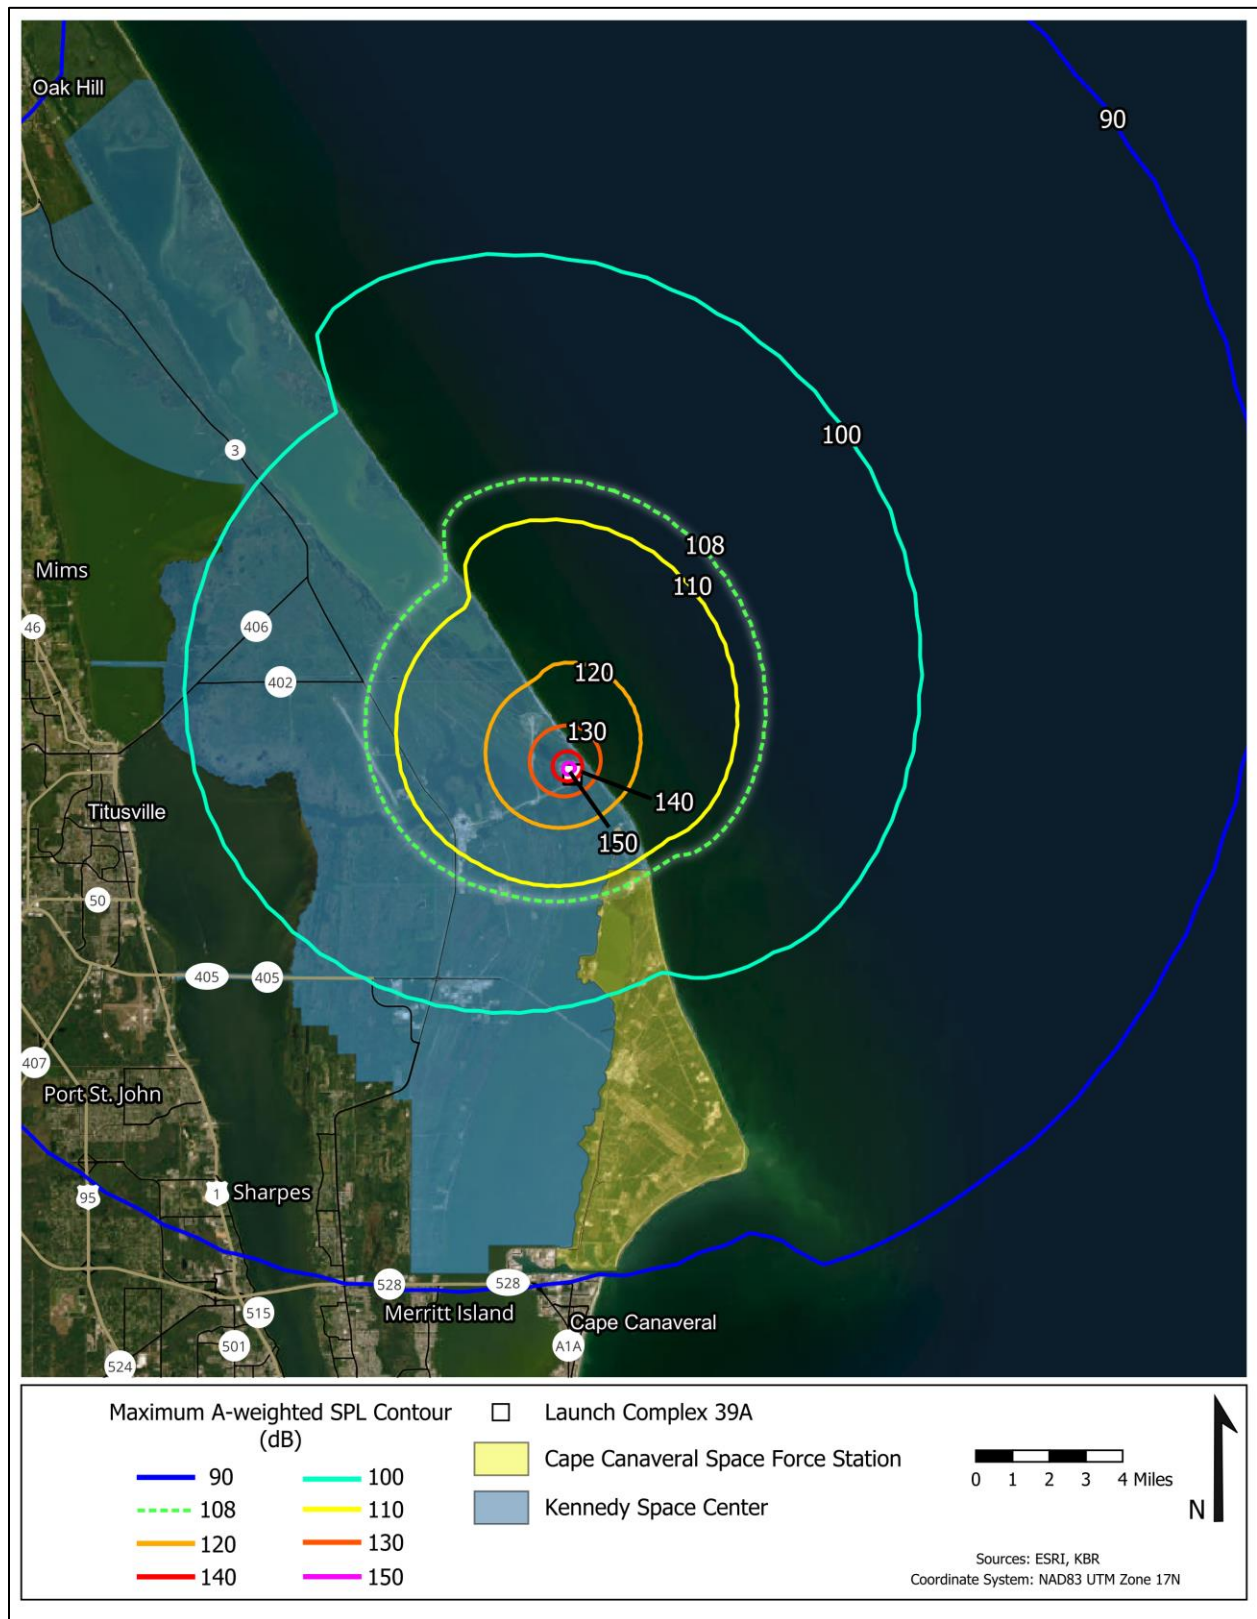 Oak Hill
90
100
3
108
Mims
110
46
406
120
402
130
140
Titusville
150
50
405
405
407
Port St. John
95
1
Sharpes
528
528
Merritt Island
515
Cape Canaveral
501
A1A
524
Maximum A-weighted SPL Contour
(dB)
90
100
108
110
120
130
140
150
Launch Complex 39A
Cape Canaveral Space Force Station
Kennedy Space Center
0 1 2 3 4 Miles
N
Sources: ESRI, KBR
Coordinate System: NAD83 UTM Zone 17N